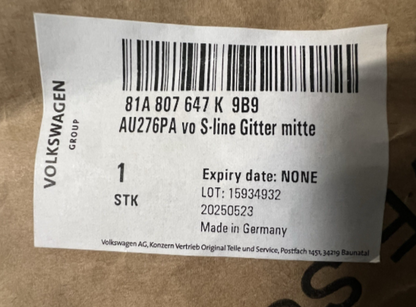 VOLKSWAGEN
GROUP
81A 807 647 K 9B9
AU276PA vo S-line Gitter mitte
1
STK
Expiry date: NONE
LOT: 15934932
20250523
Made in Germany
Volkswagen AG, Konzern Vertrieb Original Teile und Service, Postfach 1451, 34219 Baunatal